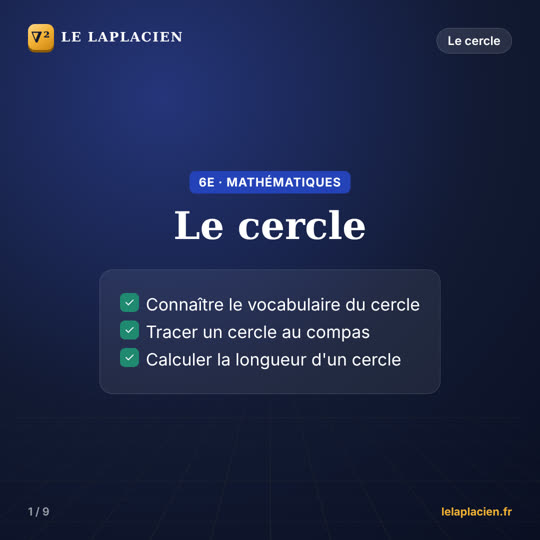 ∇²
LE LAPLACIEN
Le cercle
6E · MATHÉMATIQUES
Le cercle
Connaître le vocabulaire du cercle
Tracer un cercle au compas
Calculer la longueur d'un cercle
1 / 9
lelaplacien.fr